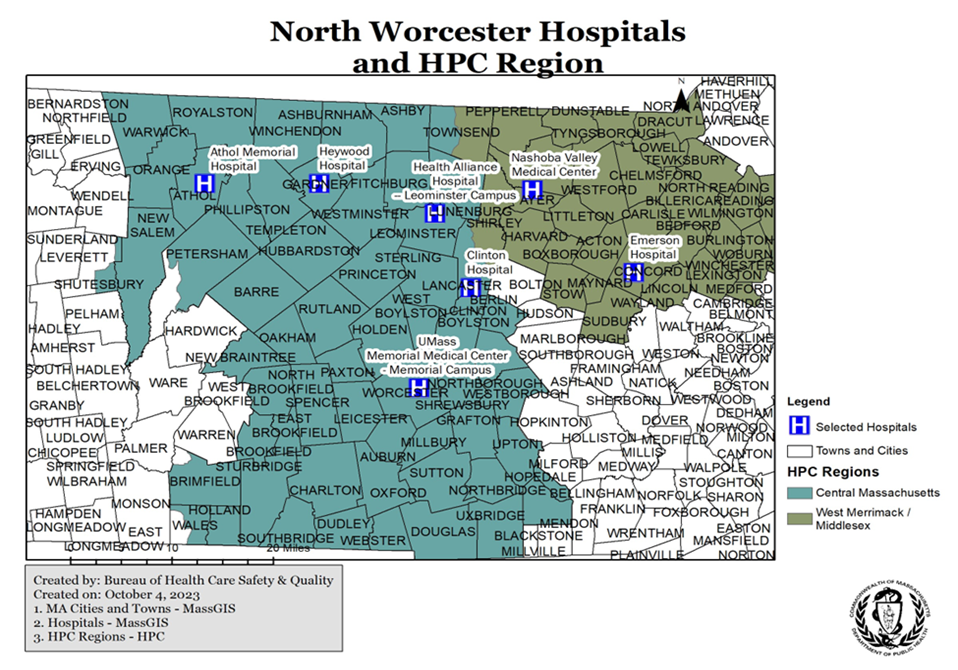 North Worcester Hospitals
and HPC Region
N
HAVERHILL
METHUEN
BERNARDSTON
NORTHFIELD
ROYALSTON
ASHBURNHAM
ASHBY
PEPPERELL
DUNSTABLE
NORTH ANDOVER
DRACUT
LAWRENCE
WARWICK
WINCHENDON
TOWNSEND
TYNGSBOROUGH
ANDOVER
GREENFIELD
GILL
LOWELL
TEWKSBURY
ERVING
ORANGE
Athol Memorial
Hospital
Heywood
Hospital
Health Alliance
Hospital
– Leominster Campus
Nashoba Valley
Medical Center
CHELMSFORD
H
H
H
H
WENDELL
ATHOL
GARDNER
FITCHBURG
AYER
WESTFORD
NORTH READING
BILLERICA
READING
MONTAGUE
PHILLIPSTON
WESTMINSTER
LUNENBURG
SHIRLEY
LITTLETON
CARLISLE
WILMINGTON
NEW
SALEM
TEMPLETON
LEOMINSTER
HARVARD
ACTON
BEDFORD
SUNDERLAND
LEVERETT
PETERSHAM
HUBBARDSTON
STERLING
Clinton
Hospital
BOXBOROUGH
Emerson
Hospital
BURLINGTON
WOBURN
H
H
PRINCETON
CONCORD
WINCHESTER
LEXINGTON
SHUTESBURY
BARRE
LANCASTER
BOLTON
MAYNARD
STOW
LINCOLN
MEDFORD
BERLIN
PELHAM
RUTLAND
WEST
BOYLSTON
CLINTON
BOYLSTON
HUDSON
WAYLAND
CAMBRIDGE
BELMONT
HADLEY
HARDWICK
HOLDEN
SUDBURY
WALTHAM
OAKHAM
UMass
Memorial Medical Center
- Memorial Campus
H
MARLBOROUGH
BROOKLINE
BOSTON
AMHERST
NEW BRAINTREE
SOUTHBOROUGH
WESTON
NEWTON
SOUTH HADLEY
NORTH
BROOKFIELD
PAXTON
FRAMINGHAM
NEEDHAM
BELCHERTOWN
WARE
WEST
BROOKFIELD
WORCESTER
NORTHBOROUGH
WESTBOROUGH
ASHLAND
NATICK
BOSTON
GRANBY
SPENCER
SHREWSBURY
SHERBORN
WESTWOOD
DEDHAM
SOUTH HADLEY
EAST
BROOKFIELD
LEICESTER
GRAFTON
HOPKINTON
DOVER
NORWOOD
LUDLOW
WARREN
MILLBURY
UPTON
HOLLISTON
MEDFIELD
MILTON
CHICOPEE
PALMER
BROOKFIELD
AUBURN
MILLIS
CANTON
SPRINGFIELD
STURBRIDGE
SUTTON
MILFORD
MEDWAY
WALPOLE
WILBRAHAM
BRIMFIELD
HOPEDALE
STOUGHTON
CHARLTON
OXFORD
NORTHBRIDGE
BELLINGHAM
NORFOLK
SHARON
MONSON
HOLLAND
FRANKLIN
FOXBOROUGH
HAMPDEN
UXBRIDGE
LONGMEADOW
WALES
DUDLEY
MENDON
EASTON
EAST
LONGMEADOW
SOUTHBRIDGE
WEBSTER
DOUGLAS
BLACKSTONE
WRENTHAM
MANSFIELD
MILLVILLE
PLAINVILLE
NORTON
0
10
20 Miles
Legend
H Selected Hospitals
Towns and Cities
HPC Regions
Central Massachusetts
West Merrimack /
Middlesex
Created by: Bureau of Health Care Safety & Quality
Created on: October 4, 2023
1. MA Cities and Towns - MassGIS
2. Hospitals - MassGIS
3. HPC Regions - HPC
COMMONWEALTH OF MASSACHUSETTS
DEPARTMENT OF PUBLIC HEALTH